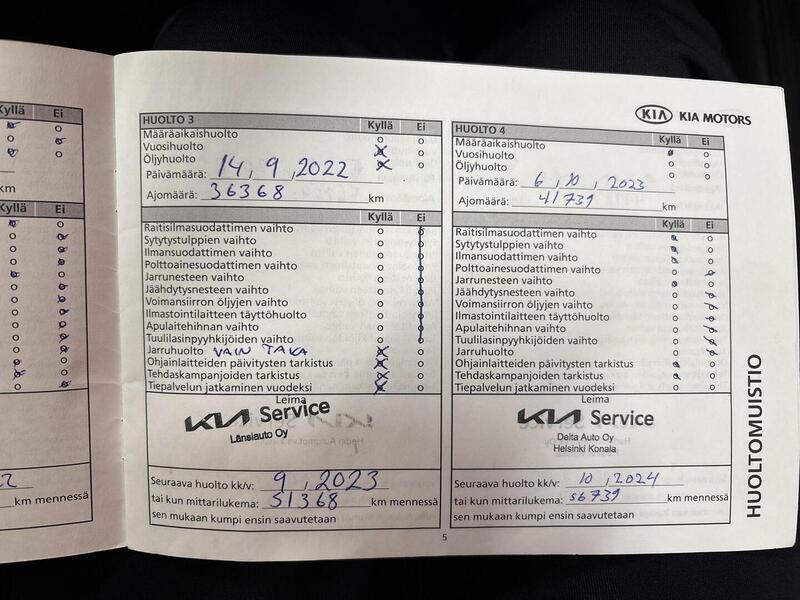 Kyllä Ei
km
Kyllä Ei
km mennessä
KIA KIA MOTORS
HUOLTO 3 Kyllä Ei
Määräaikaishuolto
Vuosihuolto
Öljyhuolto
Päivämäärä: 14, 9, 2022
Ajomäärä: 36368 km
Kyllä Ei
Raitisilmasuodattimen vaihto
Sytytystulppien vaihto
Ilmansuodattimen vaihto
Polttoainesuodattimen vaihto
Jarrunesteen vaihto
Jäähdytysnesteen vaihto
Voimansiirron öljyjen vaihto
Ilmastointilaitteen täyttöhuolto
Apulaitehihnan vaihto
Tuulilasinpyyhkijöiden vaihto
Jarruhuolto VAIN TAKA
Ohjainlaitteiden päivitysten tarkistus
Tehdaskampanjoiden tarkistus
Tiepalvelun jatkaminen vuodeksi
Leima
KIA Service
Länsiauto Oy
Seuraava huolto kk/v: 9, 2023
tai kun mittarilukema: 51368 km mennessä
sen mukaan kumpi ensin saavutetaan
HUOLTO 4 Kyllä Ei
Määräaikaishuolto
Vuosihuolto
Öljyhuolto
Päivämäärä: 6, 10, 2023
Ajomäärä: 41739 km
Kyllä Ei
Raitisilmasuodattimen vaihto
Sytytystulppien vaihto
Ilmansuodattimen vaihto
Polttoainesuodattimen vaihto
Jarrunesteen vaihto
Jäähdytysnesteen vaihto
Voimansiirron öljyjen vaihto
Ilmastointilaitteen täyttöhuolto
Apulaitehihnan vaihto
Tuulilasinpyyhkijöiden vaihto
Jarruhuolto
Ohjainlaitteiden päivitysten tarkistus
Tehdaskampanjoiden tarkistus
Tiepalvelun jatkaminen vuodeksi
Leima
KIA Service
Delta Auto Oy
Helsinki Konala
Seuraava huolto kk/v: 10, 2024
tai kun mittarilukema: 56739 km mennessä
sen mukaan kumpi ensin saavutetaan
HUOLTOMUISTIO
5